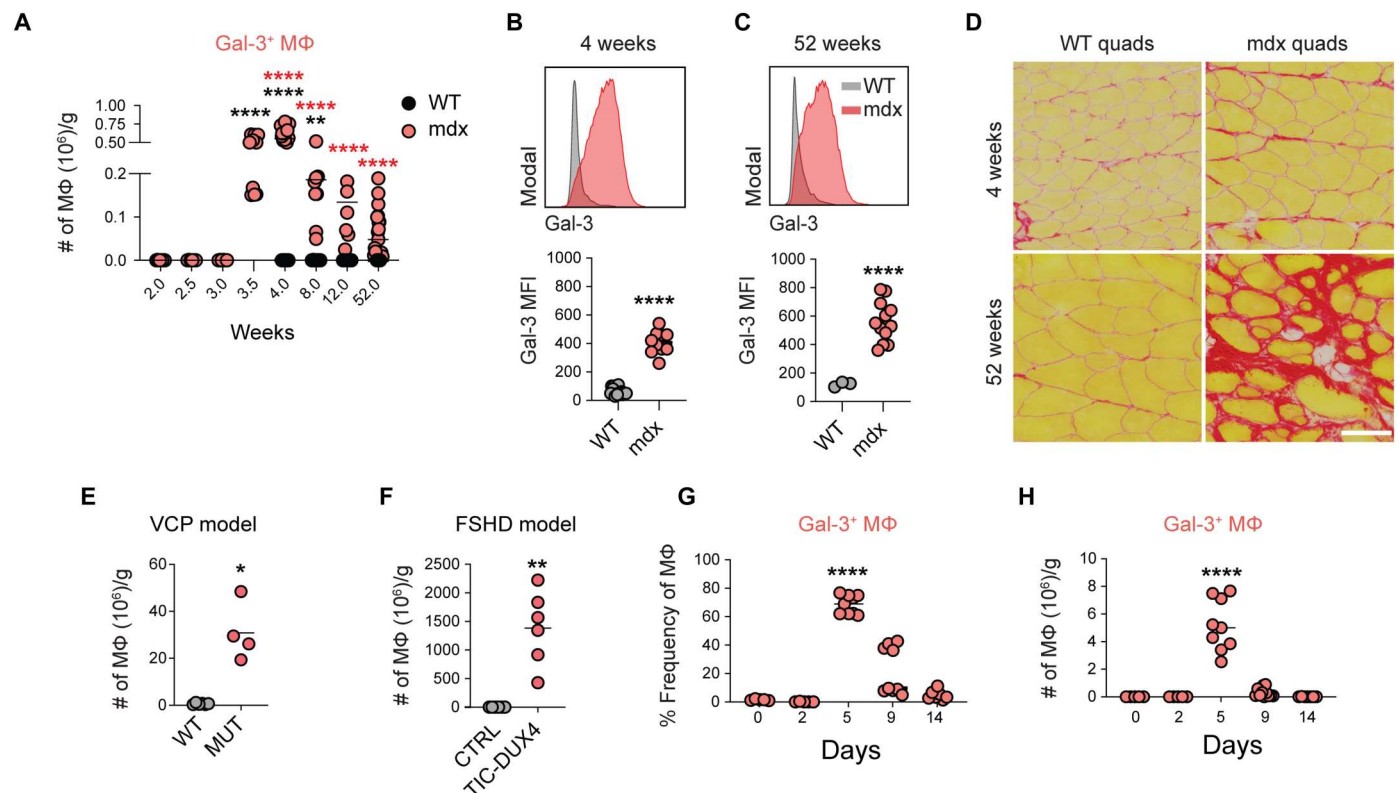 A
Gal-3⁺ MΦ
# of MΦ (10⁶)/g
1.00
0.75
0.50
0.2
0.1
0.0
****
****
****
****
**
****
****
WT
mdx
2.0
2.5
3.0
3.5
4.0
8.0
12.0
52.0
Weeks
B
4 weeks
Modal
Gal-3
Gal-3 MFI
1000
800
600
400
200
0
****
WT
mdx
C
52 weeks
WT
mdx
Modal
Gal-3
Gal-3 MFI
1000
800
600
400
200
0
****
WT
mdx
D
WT quads
mdx quads
4 weeks
52 weeks
E
VCP model
# of MΦ (10⁶)/g
60
40
20
0
*
WT
MUT
F
FSHD model
# of MΦ (10⁶)/g
2500
2000
1500
1000
500
0
**
CTRL
TIC-DUX4
G
Gal-3⁺ MΦ
% Frequency of MΦ
100
80
60
40
20
0
****
0
2
5
9
14
Days
H
Gal-3⁺ MΦ
# of MΦ (10⁶)/g
10
8
6
4
2
0
****
0
2
5
9
14
Days